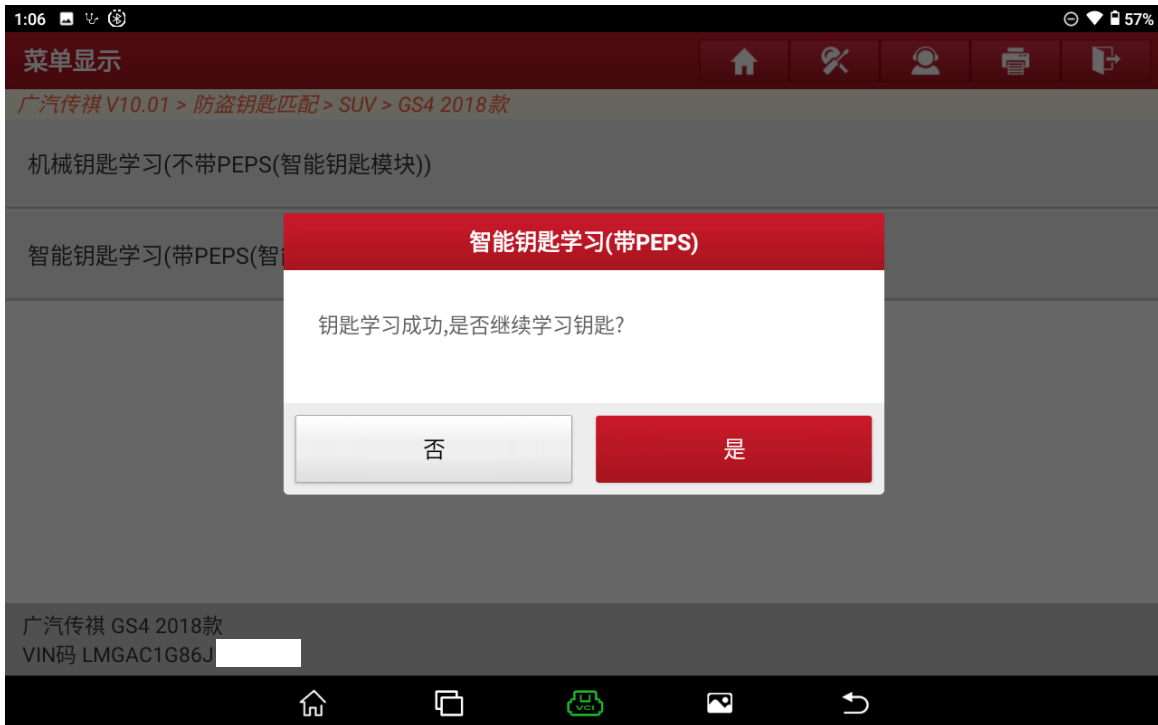 1:06
57%
菜单显示
广汽传祺 V10.01 > 防盗钥匙匹配 > SUV > GS4 2018款
机械钥匙学习(不带PEPS(智能钥匙模块))
智能钥匙学习(带PEPS(智
智能钥匙学习(带PEPS)
钥匙学习成功,是否继续学习钥匙?
否
是
广汽传祺 GS4 2018款
VIN码 LMGAC1G86J
VCI